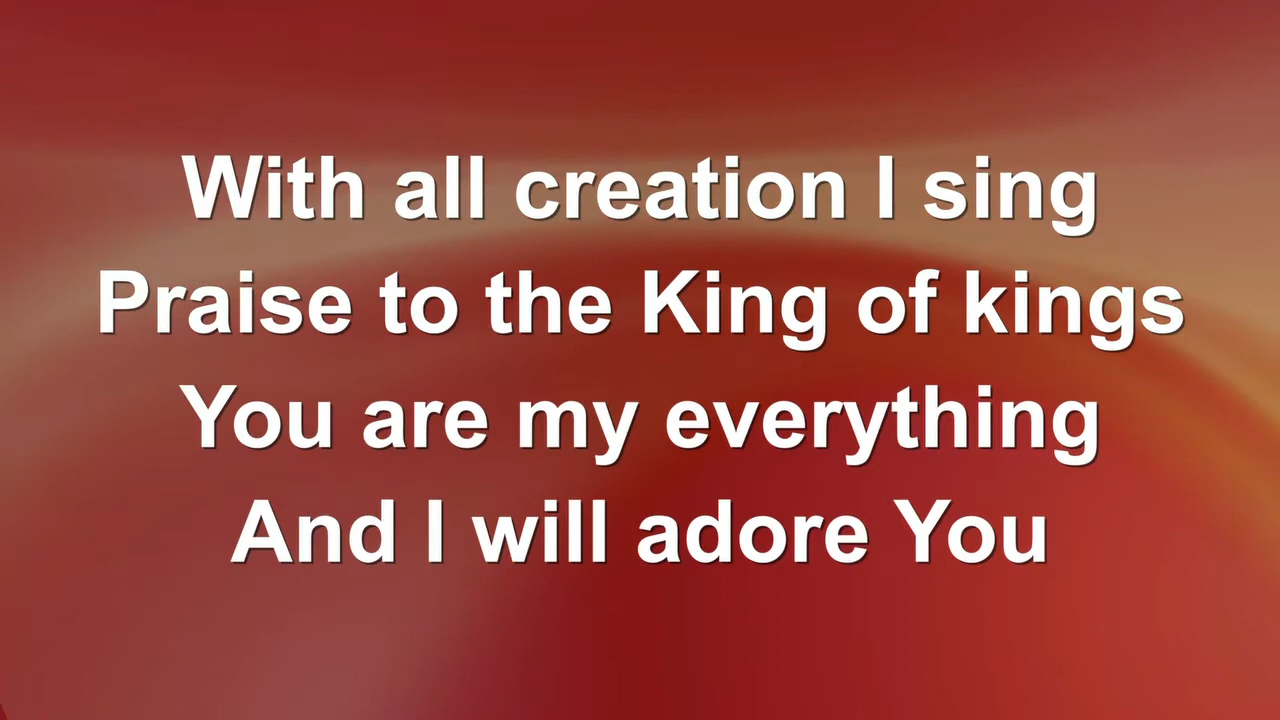 With all creation I sing
Praise to the King of kings
You are my everything
And I will adore You